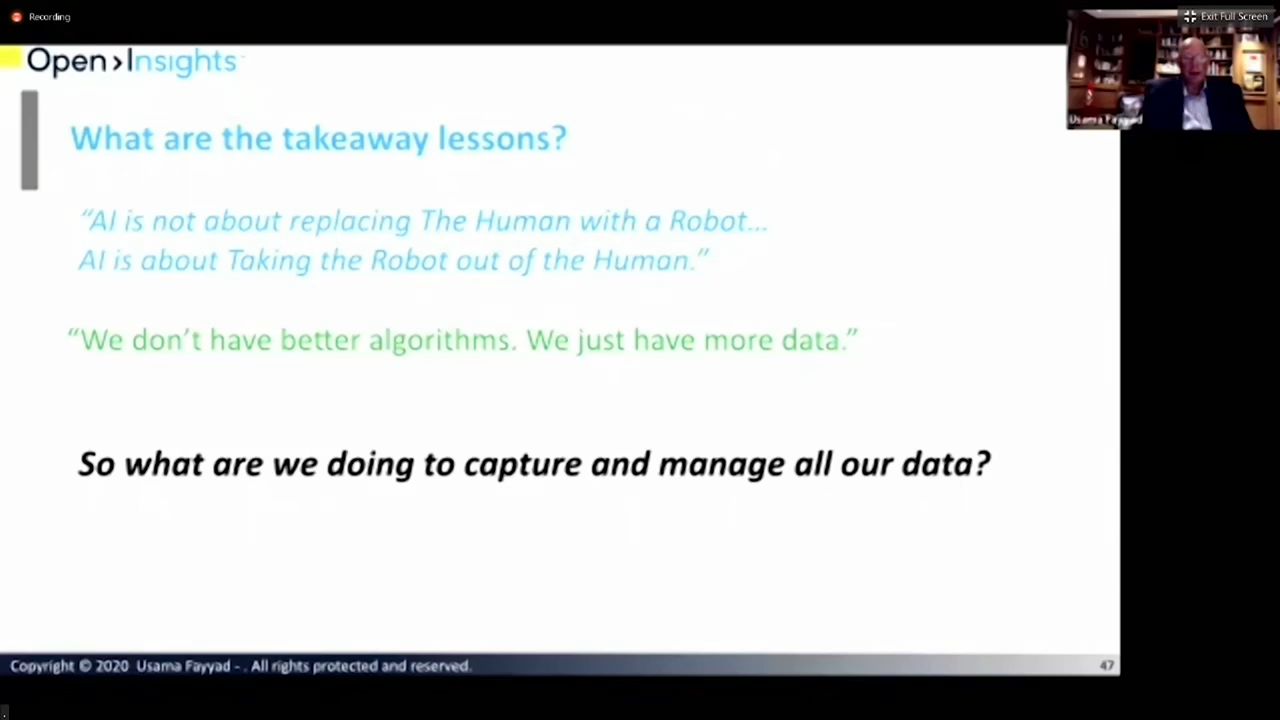 Recording
Exit Full Screen
Open›Insights
Usama Fayyad
What are the takeaway lessons?
“AI is not about replacing The Human with a Robot...
AI is about Taking the Robot out of the Human.”
“We don’t have better algorithms. We just have more data.”
So what are we doing to capture and manage all our data?
Copyright © 2020 Usama Fayyad - . All rights protected and reserved.
47